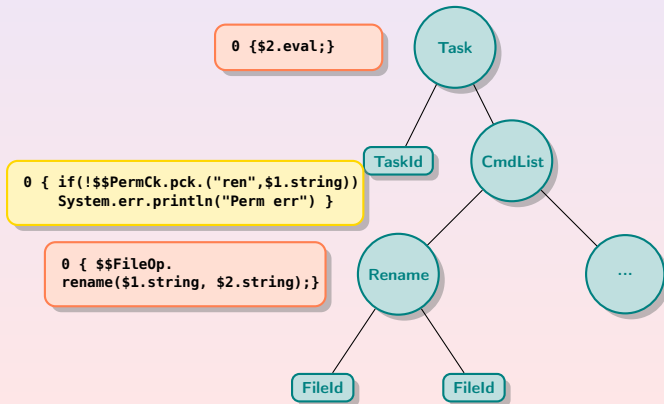 0 {$2.eval;}
Task
TaskId
CmdList
0 { if(!$$PermCk.pck.("ren",$1.string))
System.err.println("Perm err") }
0 { $$FileOp.
rename($1.string, $2.string);}
Rename
...
FileId
FileId